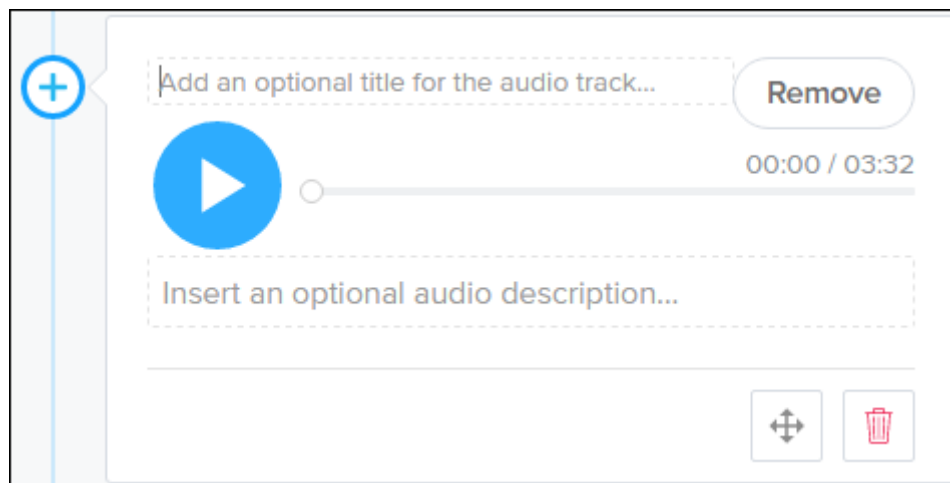 Add an optional title for the audio track...
Remove
00:00 / 03:32
Insert an optional audio description...